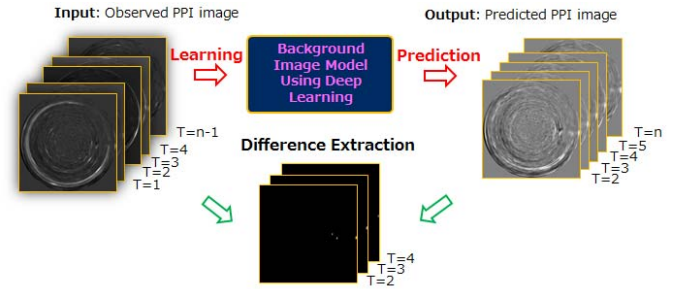 Input: Observed PPI image
Output: Predicted PPI image
Learning
Background
Image Model
Using Deep
Learning
Prediction
T=n-1
T=4
T=3
T=2
T=1
Difference Extraction
T=n
T=5
T=4
T=3
T=2
T=4
T=3
T=2